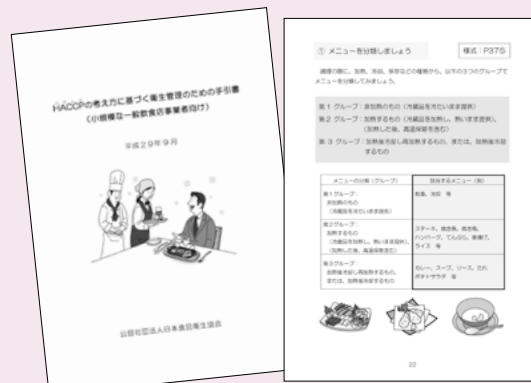 HACCPの考え方に基づく衛生管理のための手引書
(小規模な一般飲食店事業者向け)
平成29年9月
公益社団法人日本食品衛生協会
① メニューを分類しましょう
様式:P37⑤
調理の際に、加熱、冷却、保存などの種類から、以下の3つのグループで
メニューを分類してみましょう。
第1グループ:非加熱のもの(冷蔵品を冷たいまま提供)
第2グループ:加熱するもの(冷蔵品を加熱し、熱いまま提供)、
(加熱した後、高温保管を含む)
第3グループ:加熱後冷却し再加熱するもの、または、加熱後冷却
するもの
メニューの分類(グループ)
該当するメニュー(例)
第1グループ:
非加熱のもの
(冷蔵品を冷たいまま提供)
刺身、冷奴 等
第2グループ:
加熱するもの
(冷蔵品を加熱し、熱いまま提供)、
(加熱した後、高温保管を含む)
ステーキ、焼き魚、焼き鳥、
ハンバーグ、てんぷら、唐揚げ、
ライス 等
第3グループ:
加熱後冷却し再加熱するもの、
または、加熱後冷却するもの
カレー、スープ、ソース、たれ
ポテトサラダ 等
22